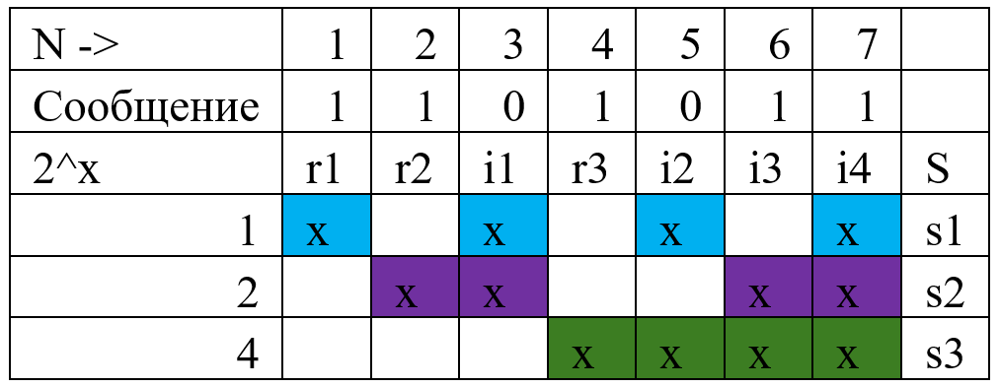 N -> 1 2 3 4 5 6 7
Сообщение 1 1 0 1 0 1 1
2^x r1 r2 i1 r3 i2 i3 i4 S
1 x x x x s1
2 x x x x s2
4 x x x x s3